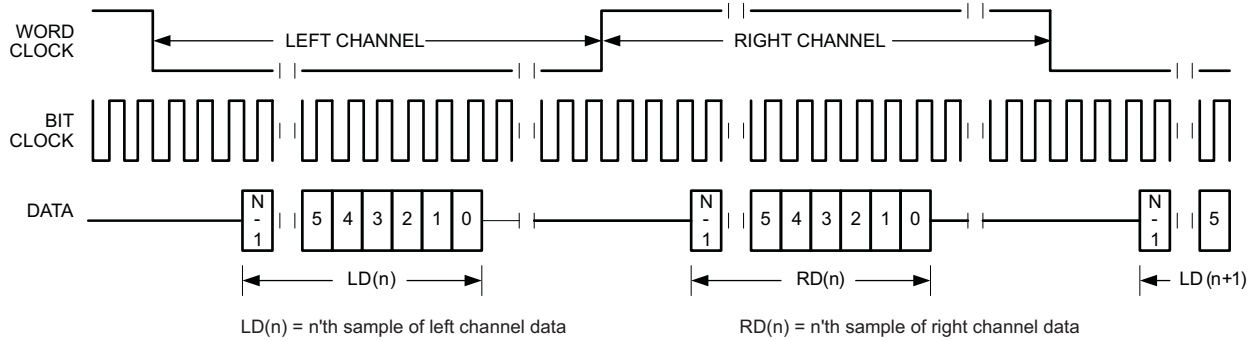 WORD
CLOCK
LEFT CHANNEL
RIGHT CHANNEL
BIT
CLOCK
DATA
N
-
1
5 4 3 2 1 0
N
-
1
5 4 3 2 1 0
N
-
1
5
LD(n)
RD(n)
LD (n+1)
LD(n) = n'th sample of left channel data
RD(n) = n'th sample of right channel data